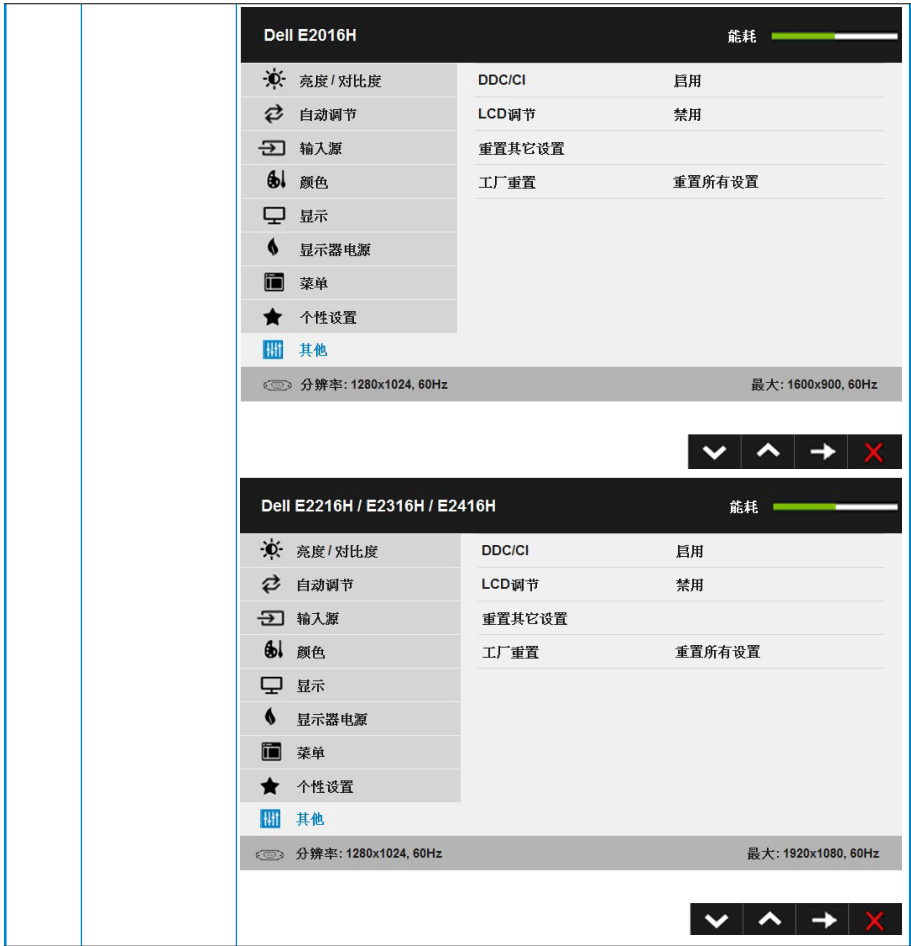 Dell E2016H 能耗
亮度/对比度 DDC/CI 启用
自动调节 LCD调节 禁用
输入源 重置其它设置
颜色 工厂重置 重置所有设置
显示
显示器电源
菜单
个性设置
其他
分辨率: 1280x1024, 60Hz 最大: 1600x900, 60Hz
Dell E2216H / E2316H / E2416H 能耗
亮度/对比度 DDC/CI 启用
自动调节 LCD调节 禁用
输入源 重置其它设置
颜色 工厂重置 重置所有设置
显示
显示器电源
菜单
个性设置
其他
分辨率: 1280x1024, 60Hz 最大: 1920x1080, 60Hz